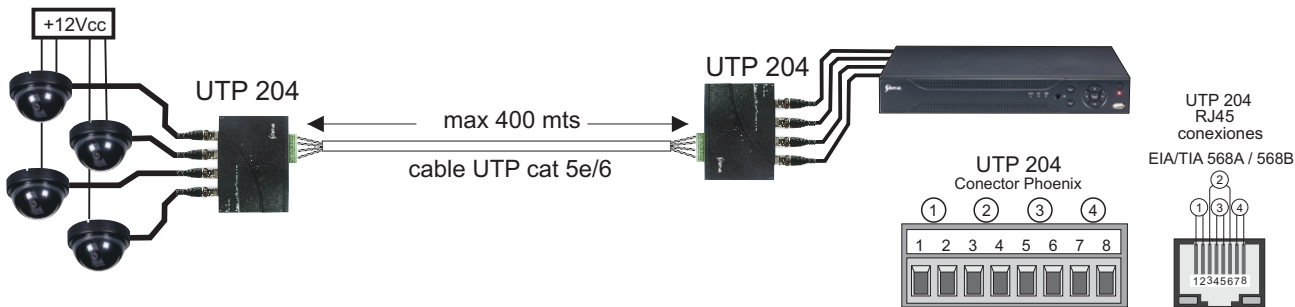 +12Vcc
UTP 204
max 400 mts
cable UTP cat 5e/6
UTP 204
UTP 204
Conector Phoenix
1 2 3 4
1 2 3 4 5 6 7 8
UTP 204
RJ45
conexiones
EIA/TIA 568A / 568B
2
1 3 4
12345678